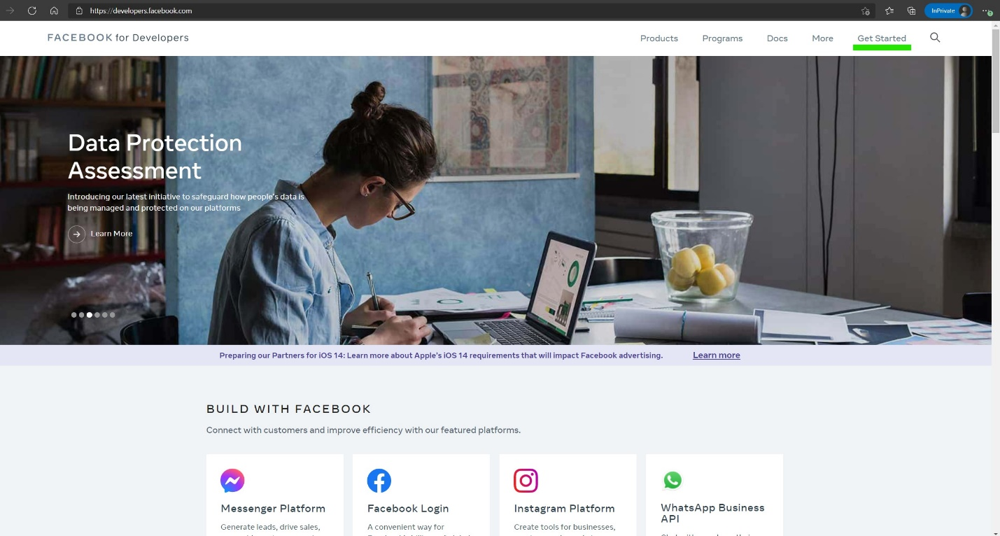 https://developers.facebook.com
InPrivate
FACEBOOK for Developers
Products
Programs
Docs
More
Get Started
Data Protection
Assessment
Introducing our latest initiative to safeguard how people's data is
being managed and protected on our platforms
Learn More
Preparing our Partners for iOS 14: Learn more about Apple's iOS 14 requirements that will impact Facebook advertising.
Learn more
BUILD WITH FACEBOOK
Connect with customers and improve efficiency with our featured platforms.
Messenger Platform
Generate leads, drive sales,
Facebook Login
A convenient way for
Instagram Platform
Create tools for businesses,
WhatsApp Business
API